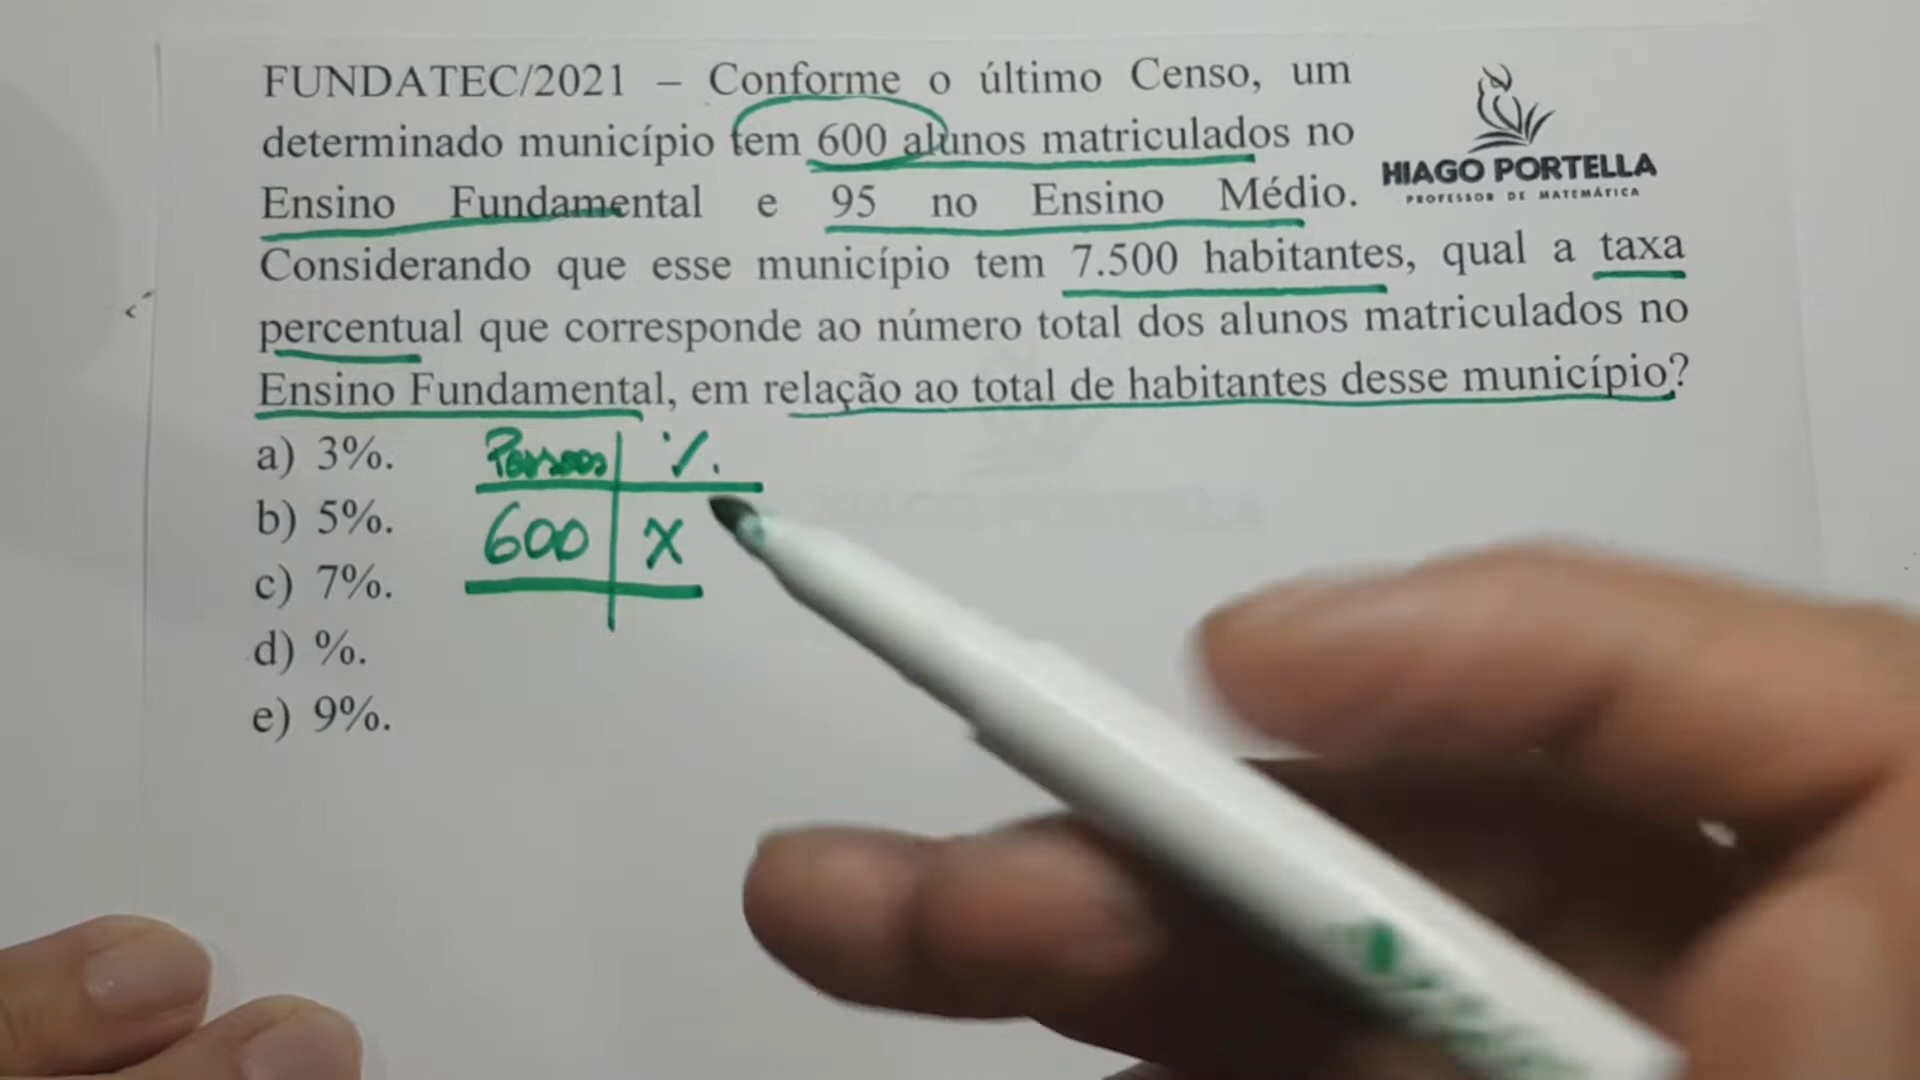 FUNDATEC/2021 – Conforme o último Censo, um
determinado município tem 600 alunos matriculados no
Ensino Fundamental e 95 no Ensino Médio.
Considerando que esse município tem 7.500 habitantes, qual a taxa
percentual que corresponde ao número total dos alunos matriculados no
Ensino Fundamental, em relação ao total de habitantes desse município?
HIAGO PORTELLA
PROFESSOR DE MATEMÁTICA
a) 3%.
b) 5%.
c) 7%.
d) %.
e) 9%.
Pessoas %
600 x